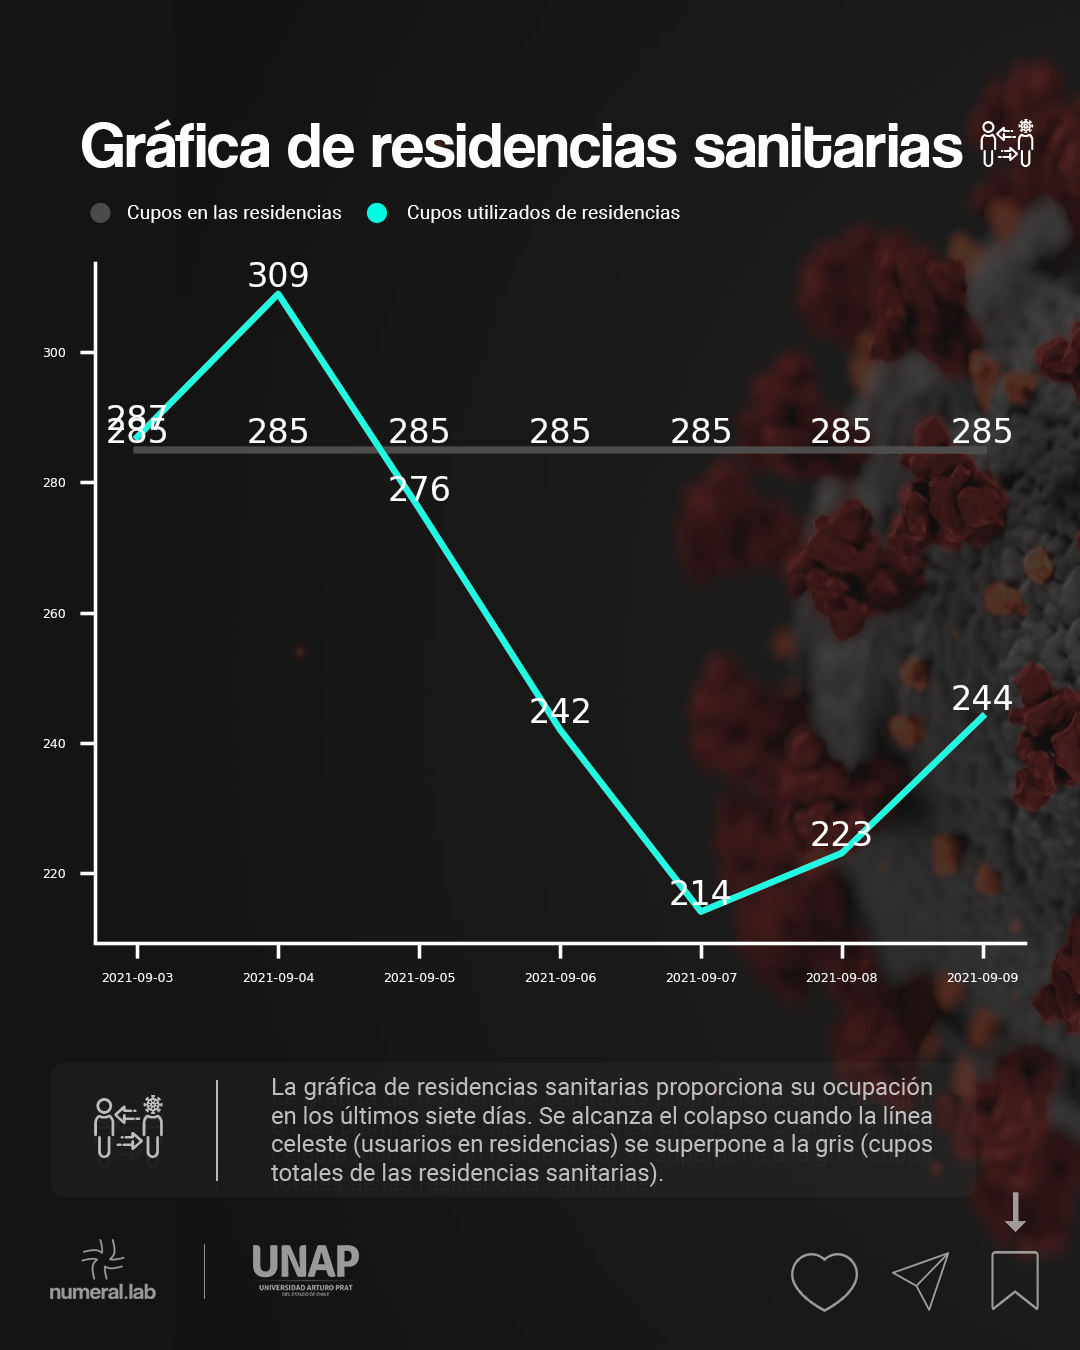 Gráfica de residencias sanitarias
Cupos en las residencias Cupos utilizados de residencias
309
300
287
285 285 285 285 285 285 285
280
276
260
244
242
240
223
220
214
2021-09-03 2021-09-04 2021-09-05 2021-09-06 2021-09-07 2021-09-08 2021-09-09
La gráfica de residencias sanitarias proporciona su ocupación
en los últimos siete días. Se alcanza el colapso cuando la línea
celeste (usuarios en residencias) se superpone a la gris (cupos
totales de las residencias sanitarias).
numeral.lab
UNAP
UNIVERSIDAD ARTURO PRAT
DEL ESTADO DE CHILE